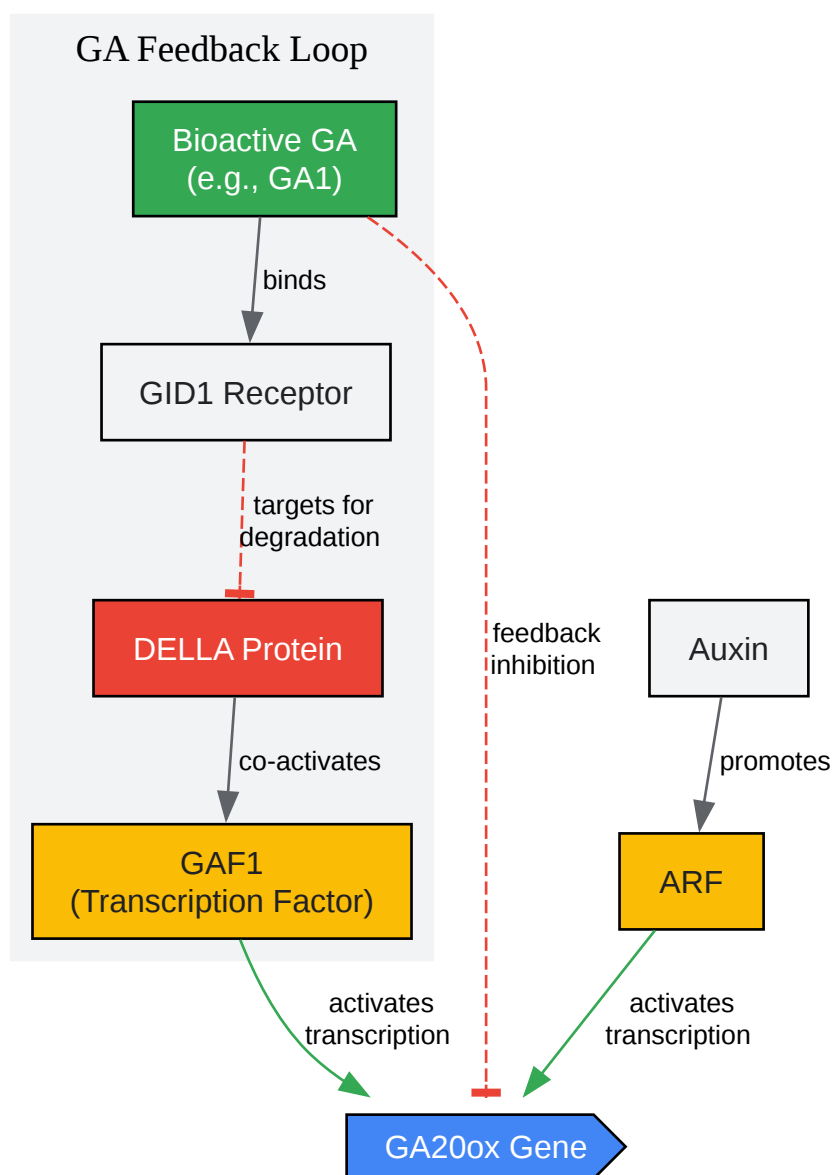 GA Feedback Loop
Bioactive GA
(e.g., GA1)
binds
GID1 Receptor
targets for
degradation
DELLA Protein
feedback
inhibition
Auxin
co-activates
promotes
GAF1
(Transcription Factor)
ARF
activates
transcription
activates
transcription
GA20ox Gene